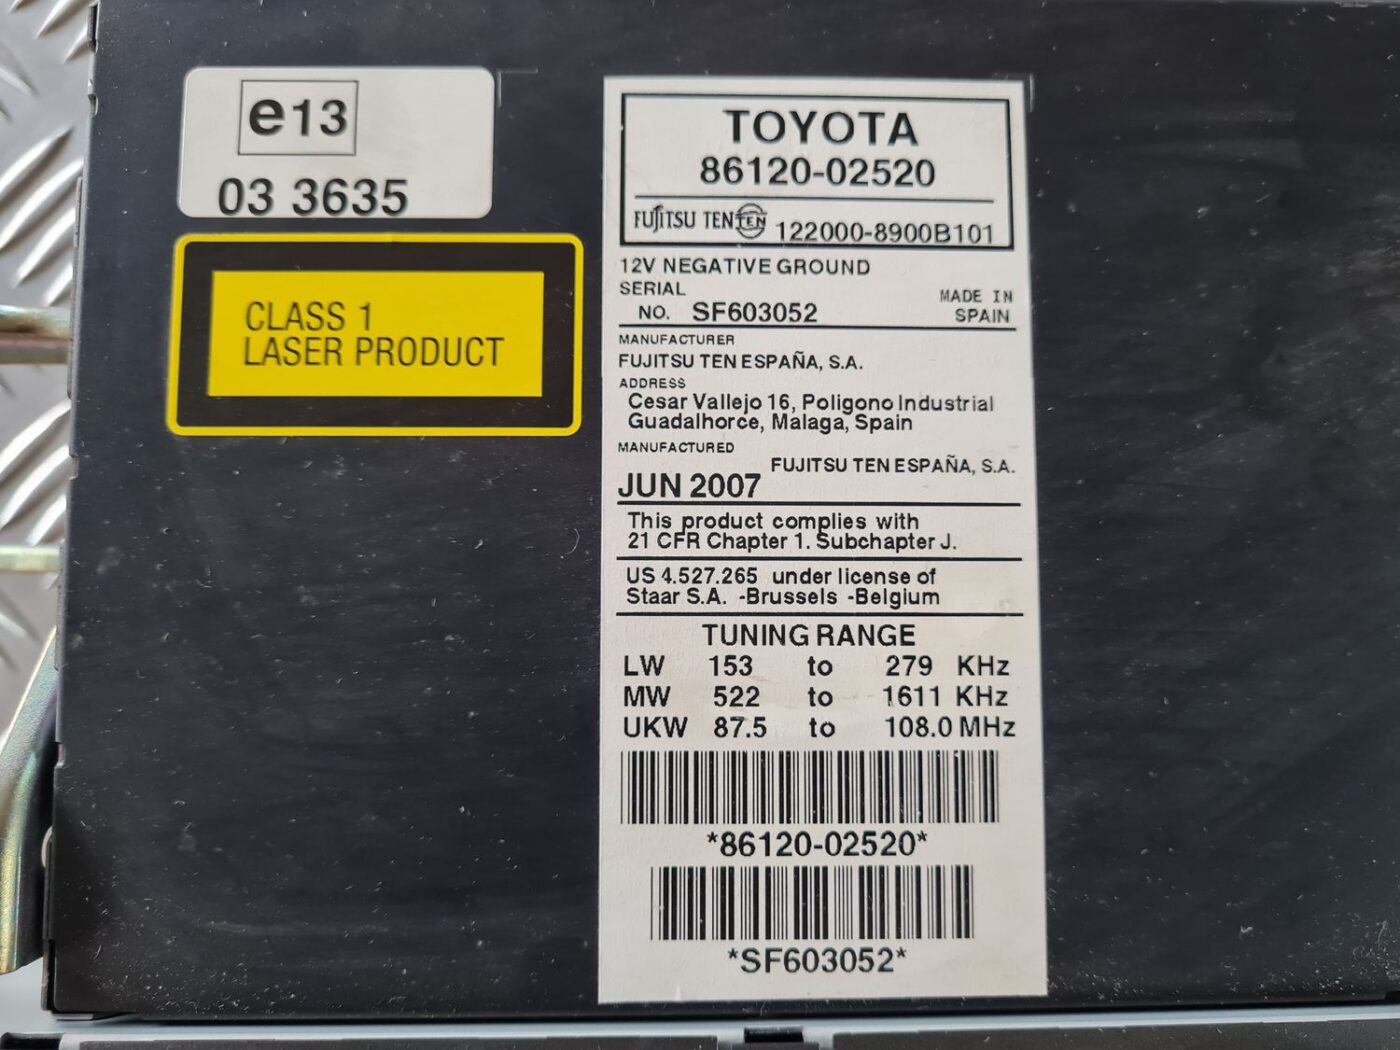 e13
03 3635
CLASS 1
LASER PRODUCT
TOYOTA
86120-02520
FUJITSU TEN TEN 122000-8900B101
12V NEGATIVE GROUND
SERIAL
NO. SF603052
MADE IN
SPAIN
MANUFACTURER
FUJITSU TEN ESPAÑA, S.A.
ADDRESS
Cesar Vallejo 16, Poligono Industrial
Guadalhorce, Malaga, Spain
MANUFACTURED
FUJITSU TEN ESPAÑA, S.A.
JUN 2007
This product complies with
21 CFR Chapter 1. Subchapter J.
US 4.527.265 under license of
Staar S.A. -Brussels -Belgium
TUNING RANGE
LW 153 to 279 KHz
MW 522 to 1611 KHz
UKW 87.5 to 108.0 MHz
*86120-02520*
*SF603052*